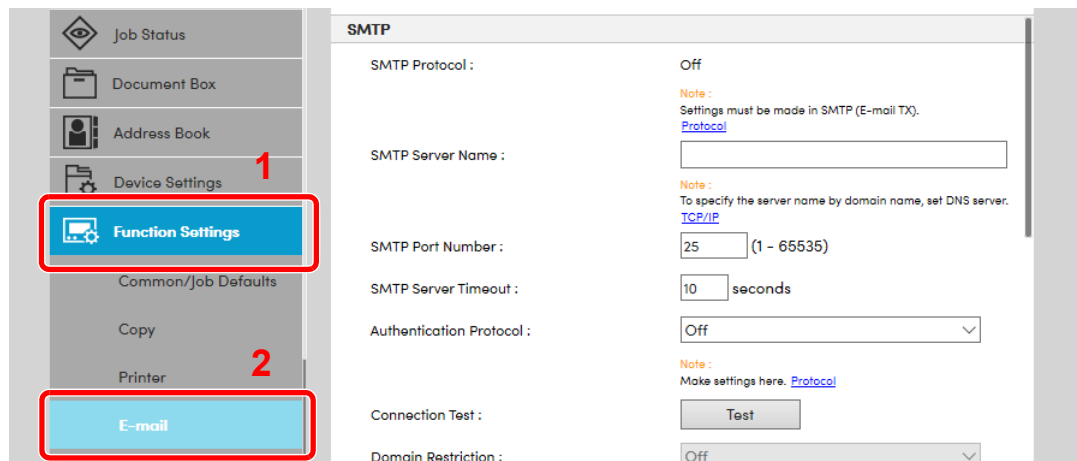 Job Status
Document Box
Address Book
1
Device Settings
Function Settings
Common/Job Defaults
Copy
2
Printer
E-mail
SMTP
SMTP Protocol :
Off
Note :
Settings must be made in SMTP (E-mail TX).
Protocol
SMTP Server Name :
Note :
To specify the server name by domain name, set DNS server.
TCP/IP
SMTP Port Number :
25 (1 - 65535)
SMTP Server Timeout :
10 seconds
Authentication Protocol :
Off
Note :
Make settings here. Protocol
Connection Test :
Test
Domain Restriction :
Off